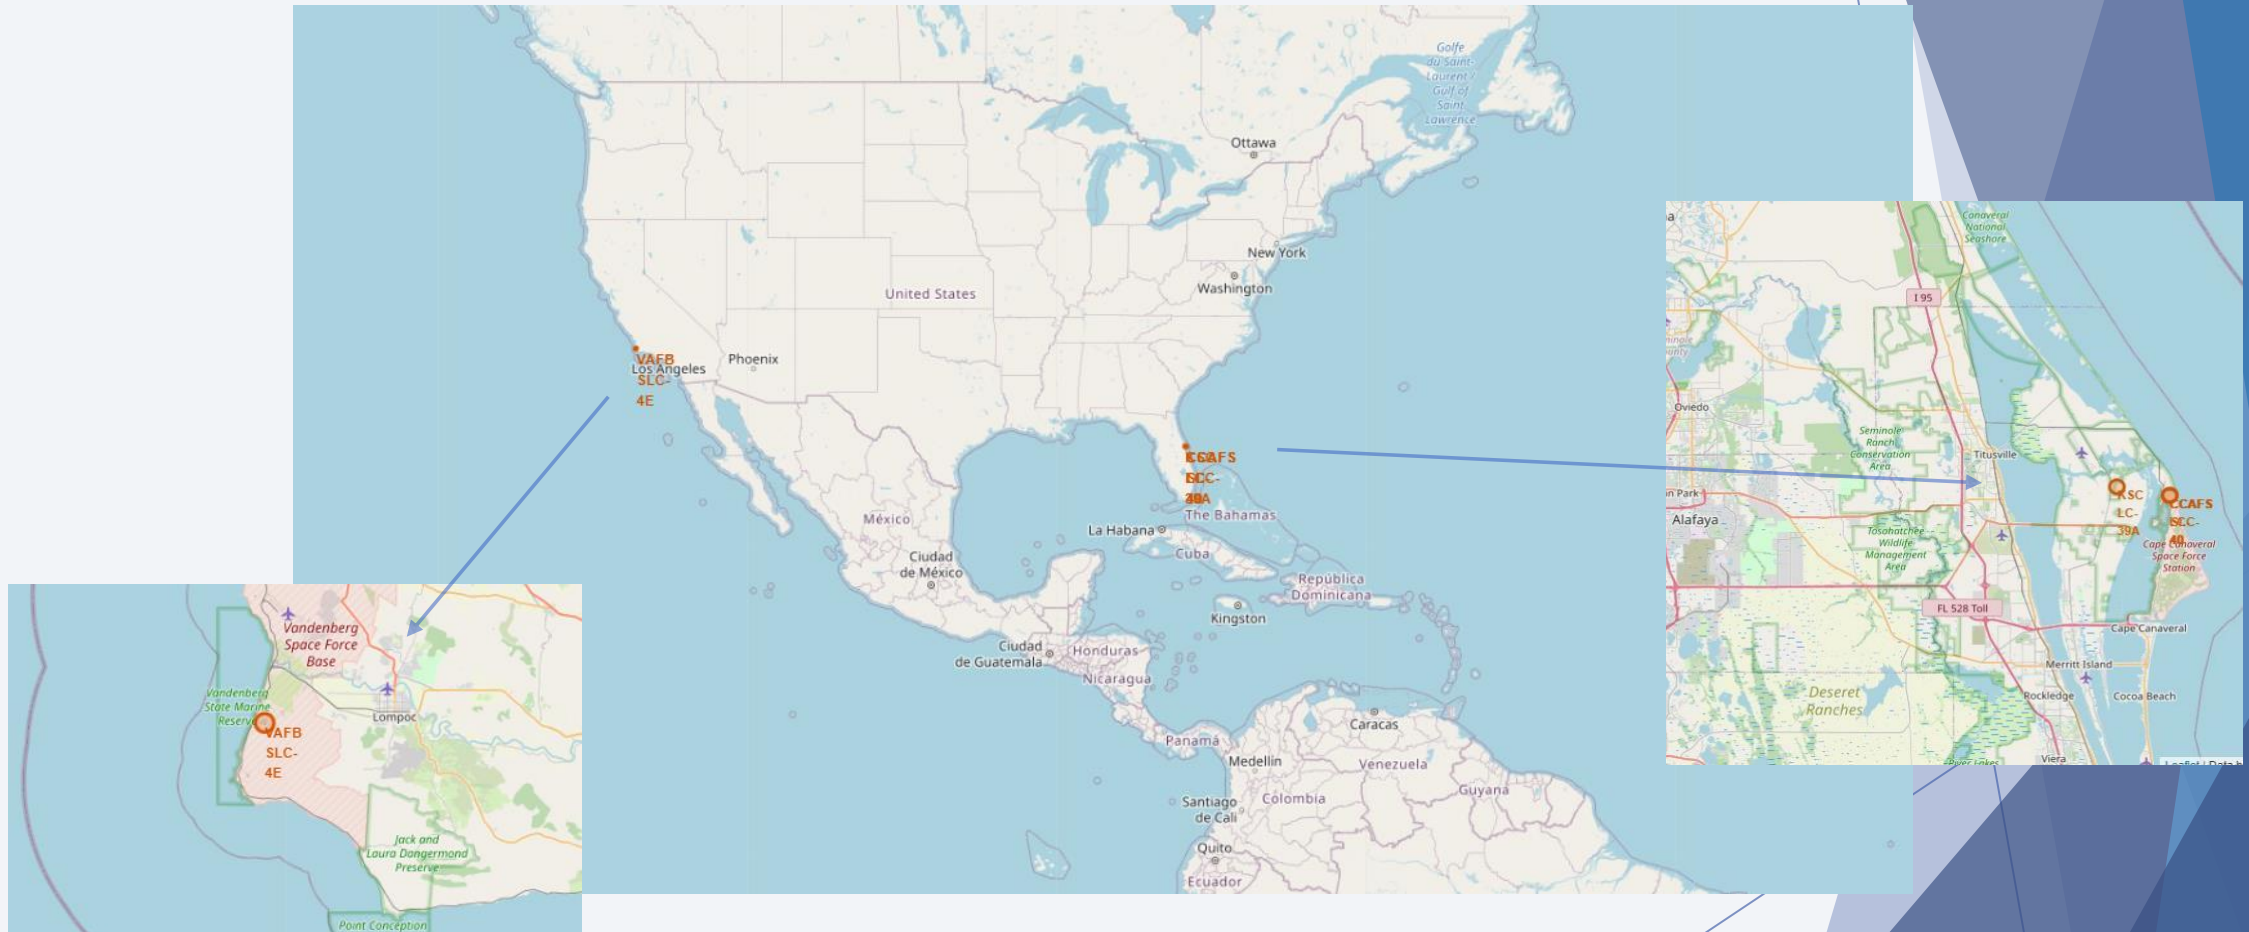 Golfe
du Saint-
Laurent /
Gulf of
Saint
Lawrence
Ottawa
New York
Washington
United States
VAFB
SLC-
4E
Los Angeles
Phoenix
CCAFS
The Bahamas
La Habana
Cuba
México
Ciudad
de México
República
Dominicana
Kingston
Ciudad
de Guatemala
Honduras
Nicaragua
Caracas
Panamá
Medellín
Venezuela
Guyana
Santiago
de Cali
Colombia
Quito
Ecuador
Vandenberg
Space Force
Base
Vandenberg
State Marine
Reserve
Lompoc
VAFB
SLC-
4E
Jack and
Laura Dangermond
Preserve
Point Conception
Canaveral
National
Seashore
I 95
Oviedo
Seminole
Ranch
Conservation
Area
Titusville
KSC
LC-
39A
CCAFS
Alafaya
Tosohatchee
Wildlife
Management
Area
Cape Canaveral
Space Force
Station
FL 528 Toll
Cape Canaveral
Merritt Island
Deseret
Ranches
Rockledge
Cocoa Beach
Viera